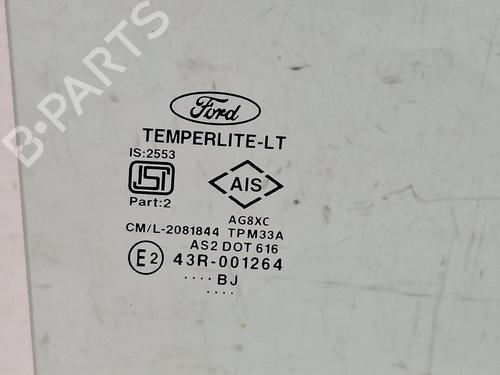 B-PARTS
Ford
TEMPERLITE-LT
IS:2553
ISI
AIS
Part:2
AG8XC
CM/L-2081844 TPM33A
AS2 DOT 616
E2 43R-001264
....BJ....